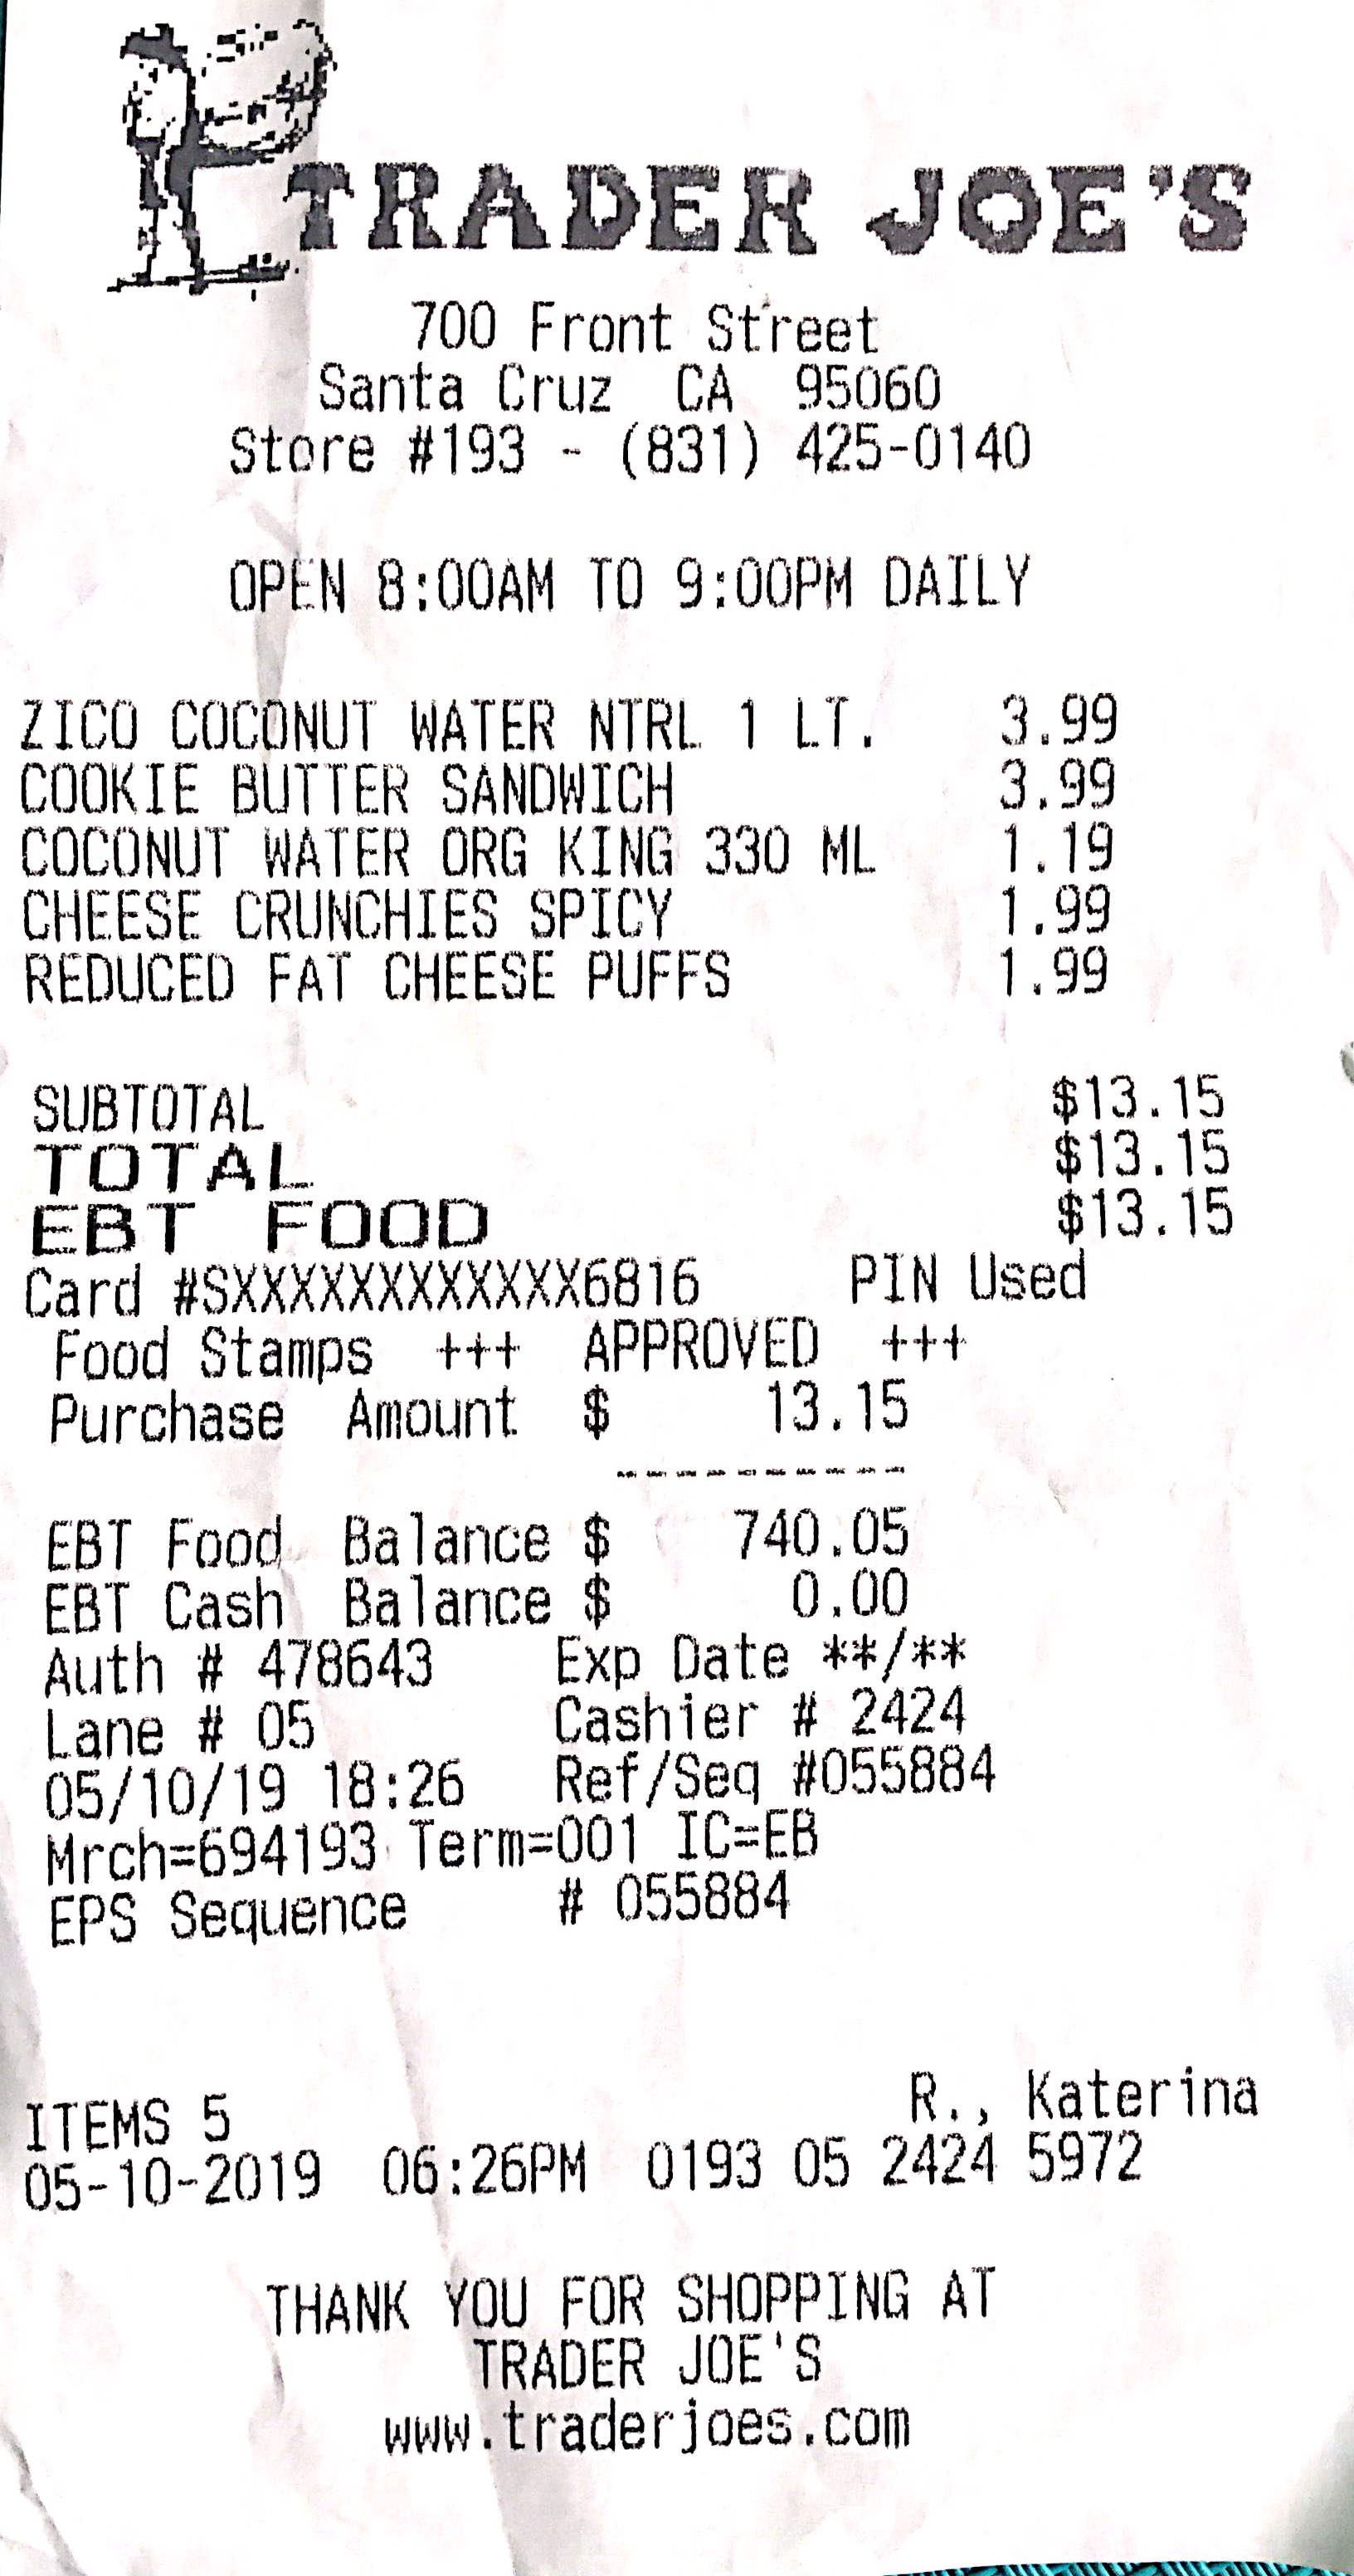 TRADER JOE'S
700 Front Street
Santa Cruz CA 95060
Store #193 - (831) 425-0140
OPEN 8:00AM TO 9:00PM DAILY
ZICO COCONUT WATER NTRL 1 LT. 3.99
COOKIE BUTTER SANDWICH 3.99
COCONUT WATER ORG KING 330 ML 1.19
CHEESE CRUNCHIES SPICY 1.99
REDUCED FAT CHEESE PUFFS 1.99
SUBTOTAL $13.15
TOTAL $13.15
EBT FOOD $13.15
Card #SXXXXXXXXXXXX6816 PIN Used
Food Stamps +++ APPROVED +++
Purchase Amount $ 13.15
----------
EBT Food Balance $ 740.05
EBT Cash Balance $ 0.00
Auth # 478643 Exp Date **/**
Lane # 05 Cashier # 2424
05/10/19 18:26 Ref/Seq #055884
Mrch=694193 Term=001 IC=EB
EPS Sequence # 055884
ITEMS 5 R., Katerina
05-10-2019 06:26PM 0193 05 2424 5972
THANK YOU FOR SHOPPING AT
TRADER JOE'S
www.traderjoes.com